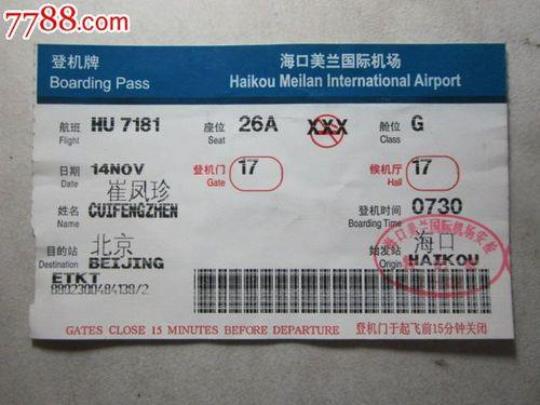 7788.com
登机牌 海口美兰国际机场
Boarding Pass Haikou Meilan International Airport
航班 HU 7181 座位 26A XXX 舱位 G
Flight Seat Class
日期 14NOV 登机门 17 候机厅 17
Date Gate Hall
崔凤珍
姓名 CUIFENGZHEN 登机时间 0730
Name Boarding Time
目的站 北京 始发站 海口
Destination BEIJING Origin HAIKOU
ETKT
8802300484138/2
GATES CLOSE 15 MINUTES BEFORE DEPARTURE 登机门于起飞前15分钟关闭